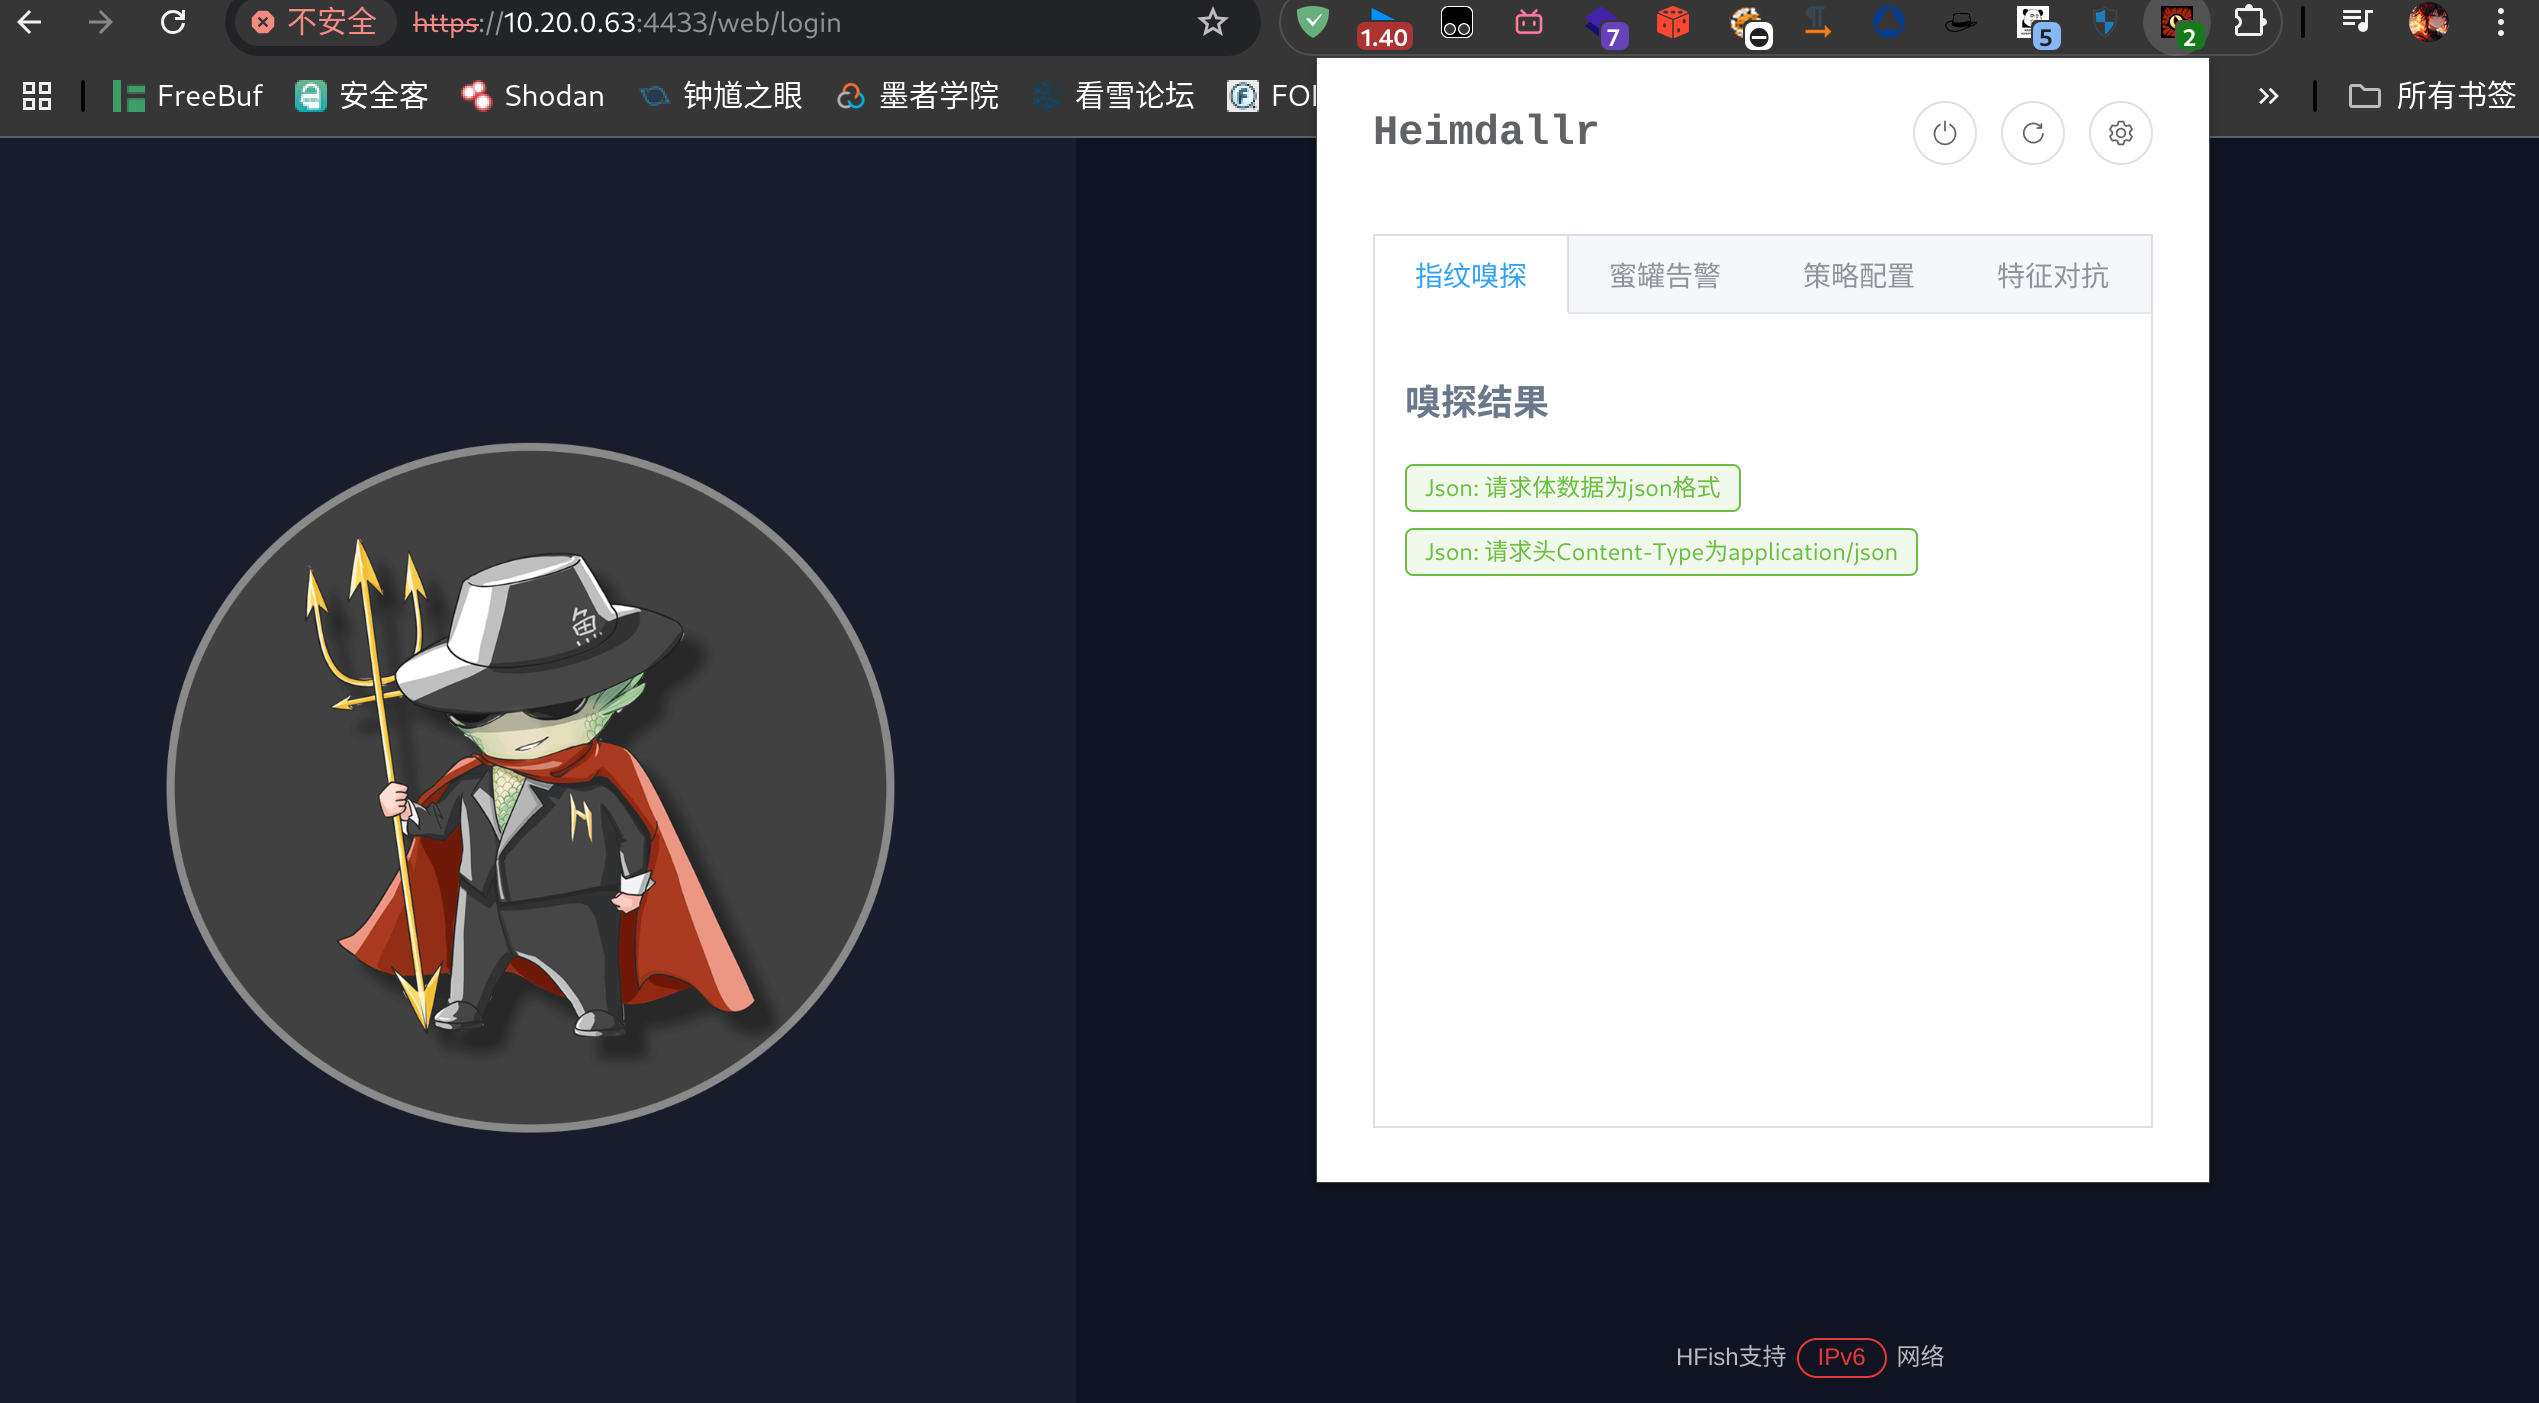 不安全 https://10.20.0.63:4433/web/login
1.40
7
5
2
FreeBuf 安全客 Shodan 钟馗之眼 墨者学院 看雪论坛 所有书签
Heimdallr
指纹嗅探 蜜罐告警 策略配置 特征对抗
嗅探结果
Json: 请求体数据为json格式
Json: 请求头Content-Type为application/json
魚
H
HFish支持 IPv6 网络